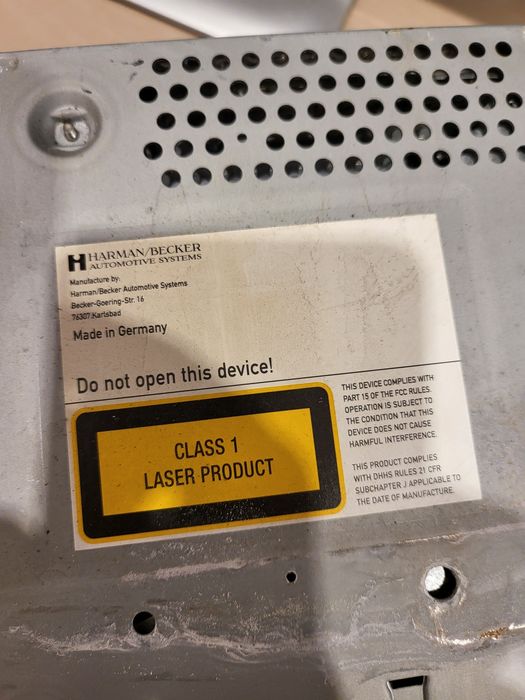 H HARMAN/BECKER
AUTOMOTIVE SYSTEMS
Manufacture by:
Harman/Becker Automotive Systems
Becker-Goering-Str. 16
76307 Karlsbad
Made in Germany
Do not open this device!
CLASS 1
LASER PRODUCT
THIS DEVICE COMPLIES WITH
PART 15 OF THE FCC RULES.
OPERATION IS SUBJECT TO
THE CONDITION THAT THIS
DEVICE DOES NOT CAUSE
HARMFUL INTERFERENCE.
THIS PRODUCT COMPLIES
WITH DHHS RULES 21 CFR
SUBCHAPTER J APPLICABLE TO
THE DATE OF MANUFACTURE.